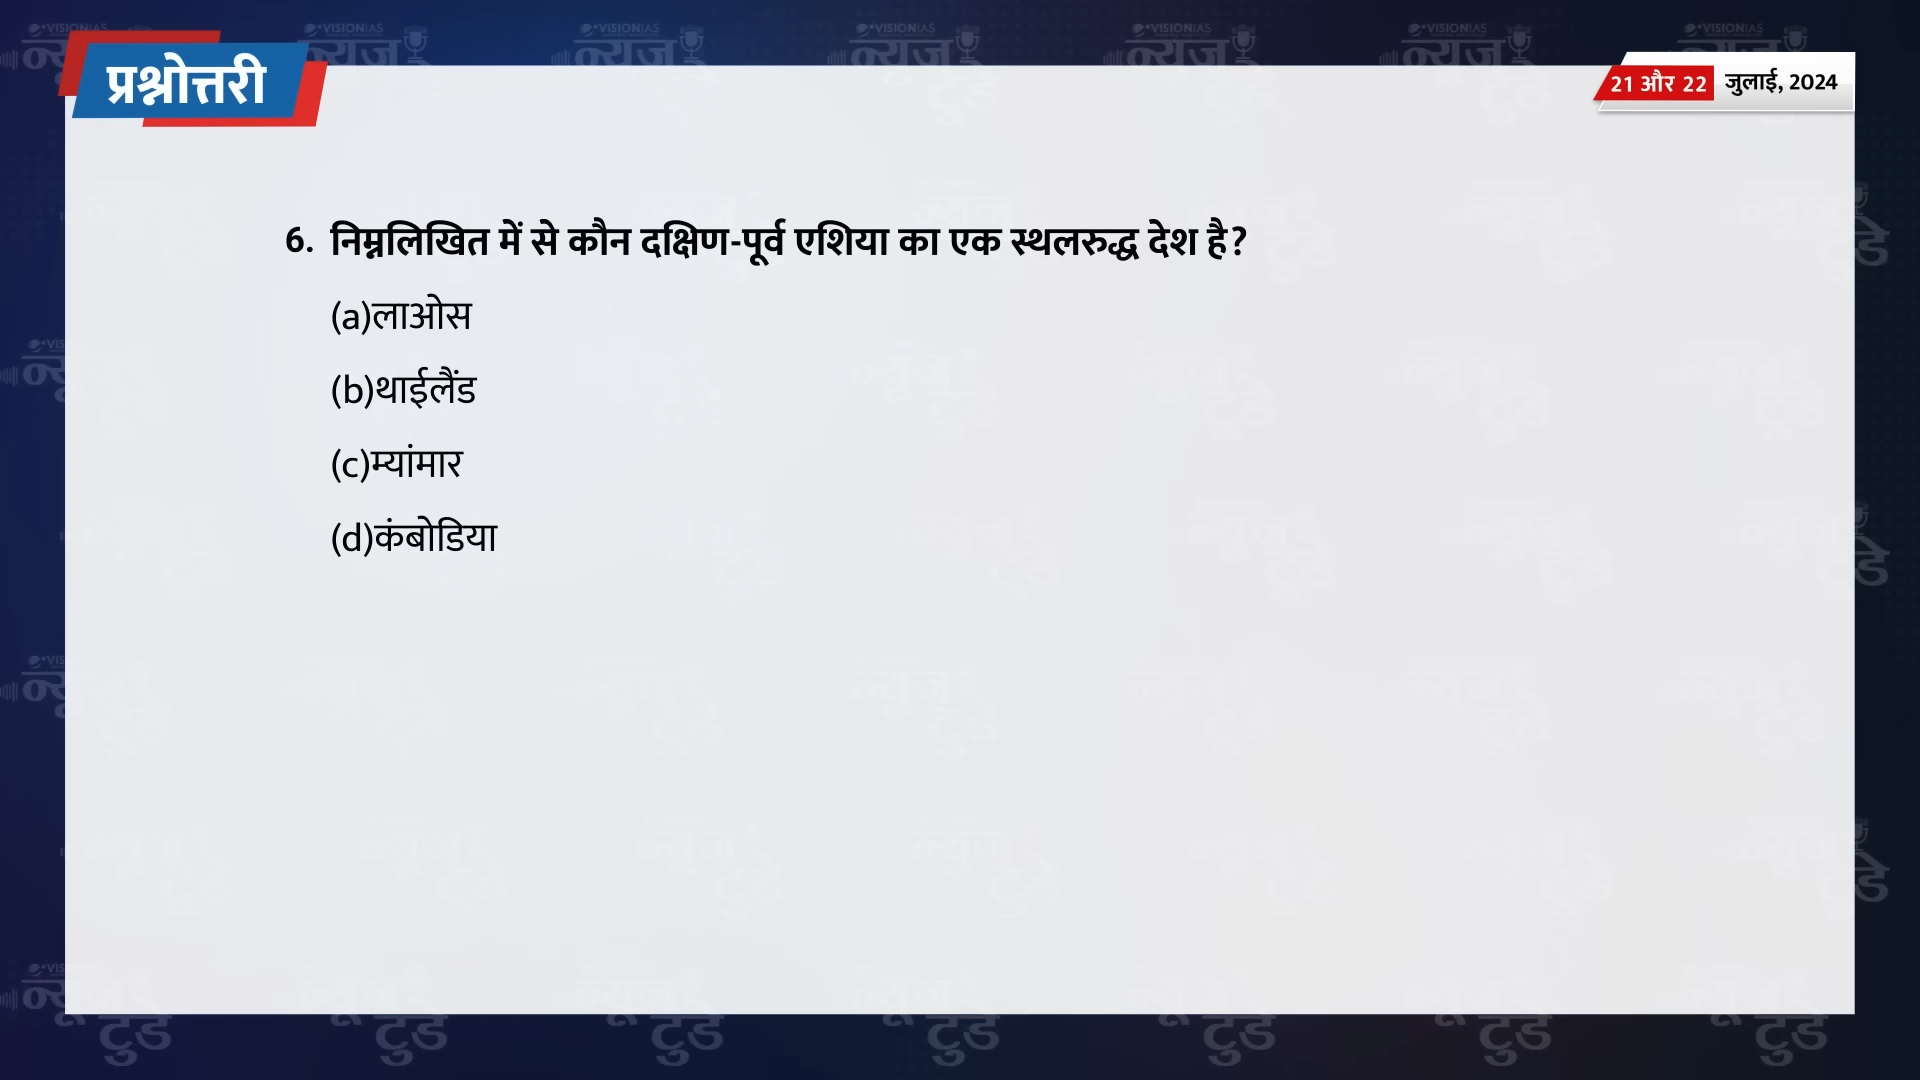 प्रश्नोत्तरी
21 और 22 जुलाई, 2024
6. निम्नलिखित में से कौन दक्षिण-पूर्व एशिया का एक स्थलरुद्ध देश है?
(a)लाओस
(b)थाईलैंड
(c)म्यांमार
(d)कंबोडिया